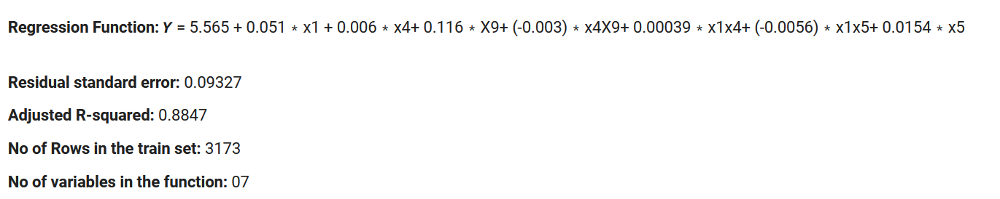 Regression Function: Y = 5.565 + 0.051 * x1 + 0.006 * x4+ 0.116 * X9+ (-0.003) * x4X9+ 0.00039 * x1x4+ (-0.0056) * x1x5+ 0.0154 * x5
Residual standard error: 0.09327
Adjusted R-squared: 0.8847
No of Rows in the train set: 3173
No of variables in the function: 07